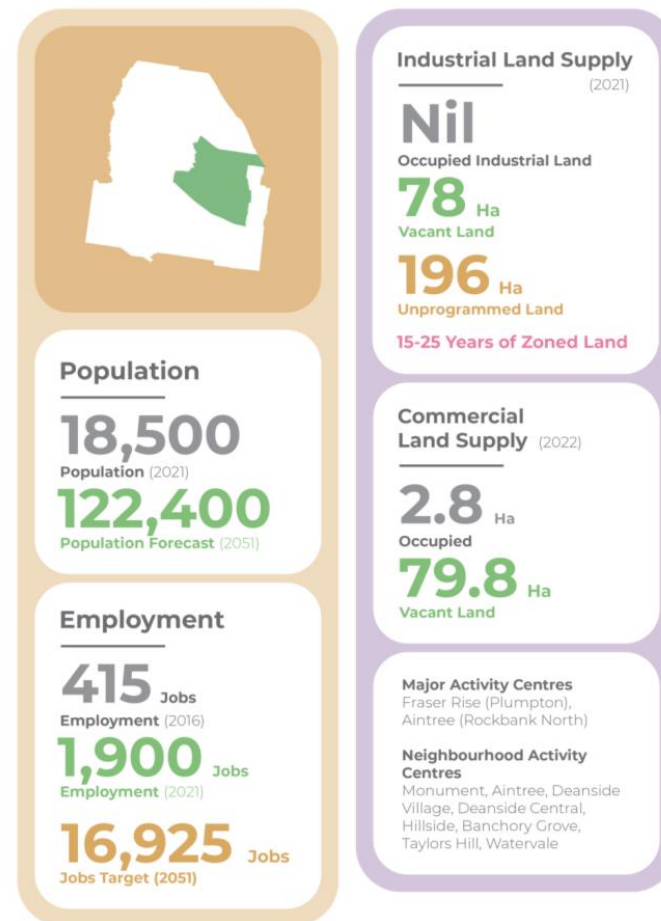 Population
18,500
Population (2021)
122,400
Population Forecast (2051)
Employment
415 Jobs
Employment (2016)
1,900 Jobs
Employment (2021)
16,925 Jobs
Jobs Target (2051)
Industrial Land Supply
(2021)
Nil
Occupied Industrial Land
78 Ha
Vacant Land
196 Ha
Unprogrammed Land
15-25 Years of Zoned Land
Commercial
Land Supply (2022)
2.8 Ha
Occupied
79.8 Ha
Vacant Land
Major Activity Centres
Fraser Rise (Plumpton),
Aintree (Rockbank North)
Neighbourhood Activity
Centres
Monument, Aintree, Deanside
Village, Deanside Central,
Hillside, Banchory Grove,
Taylors Hill, Watervale